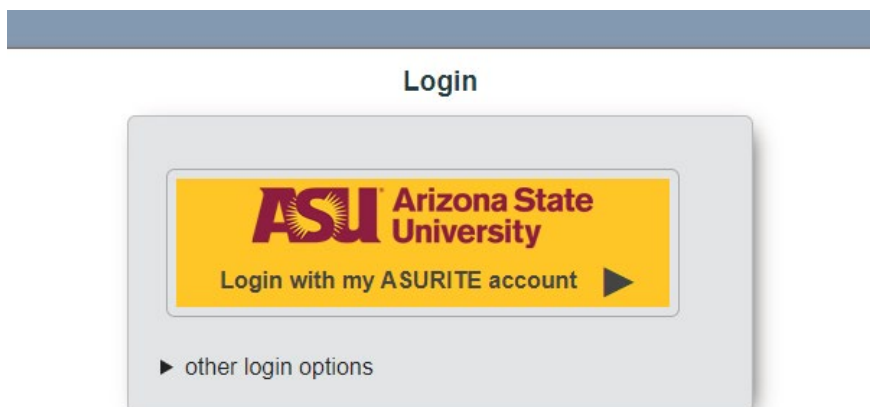 Login
ASU Arizona State
University
Login with my ASURITE account
other login options